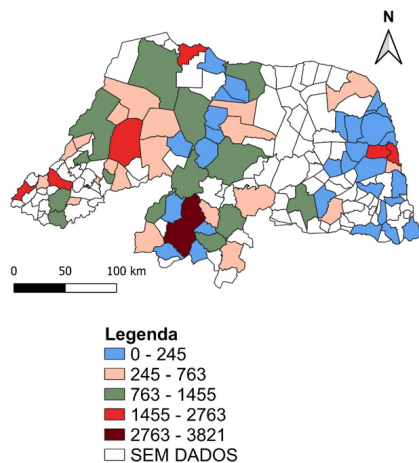 N
0 50 100 km
Legenda
0 - 245
245 - 763
763 - 1455
1455 - 2763
2763 - 3821
SEM DADOS